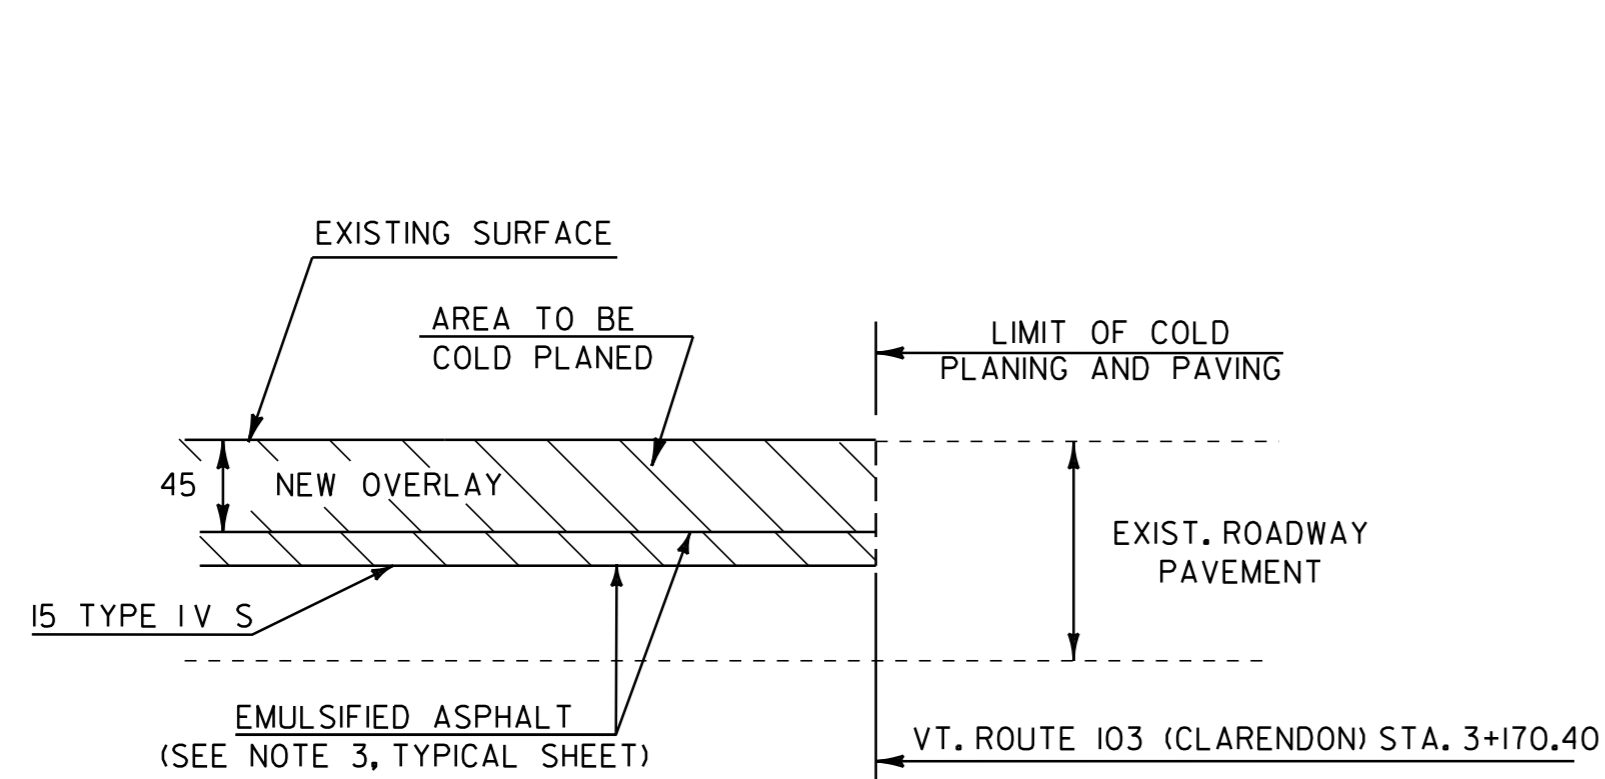 EXISTING SURFACE
AREA TO BE
COLD PLANED
LIMIT OF COLD
PLANING AND PAVING
45
NEW OVERLAY
EXIST. ROADWAY
PAVEMENT
15 TYPE IV S
EMULSIFIED ASPHALT
(SEE NOTE 3, TYPICAL SHEET)
VT. ROUTE 103 (CLARENDON) STA. 3+170.40